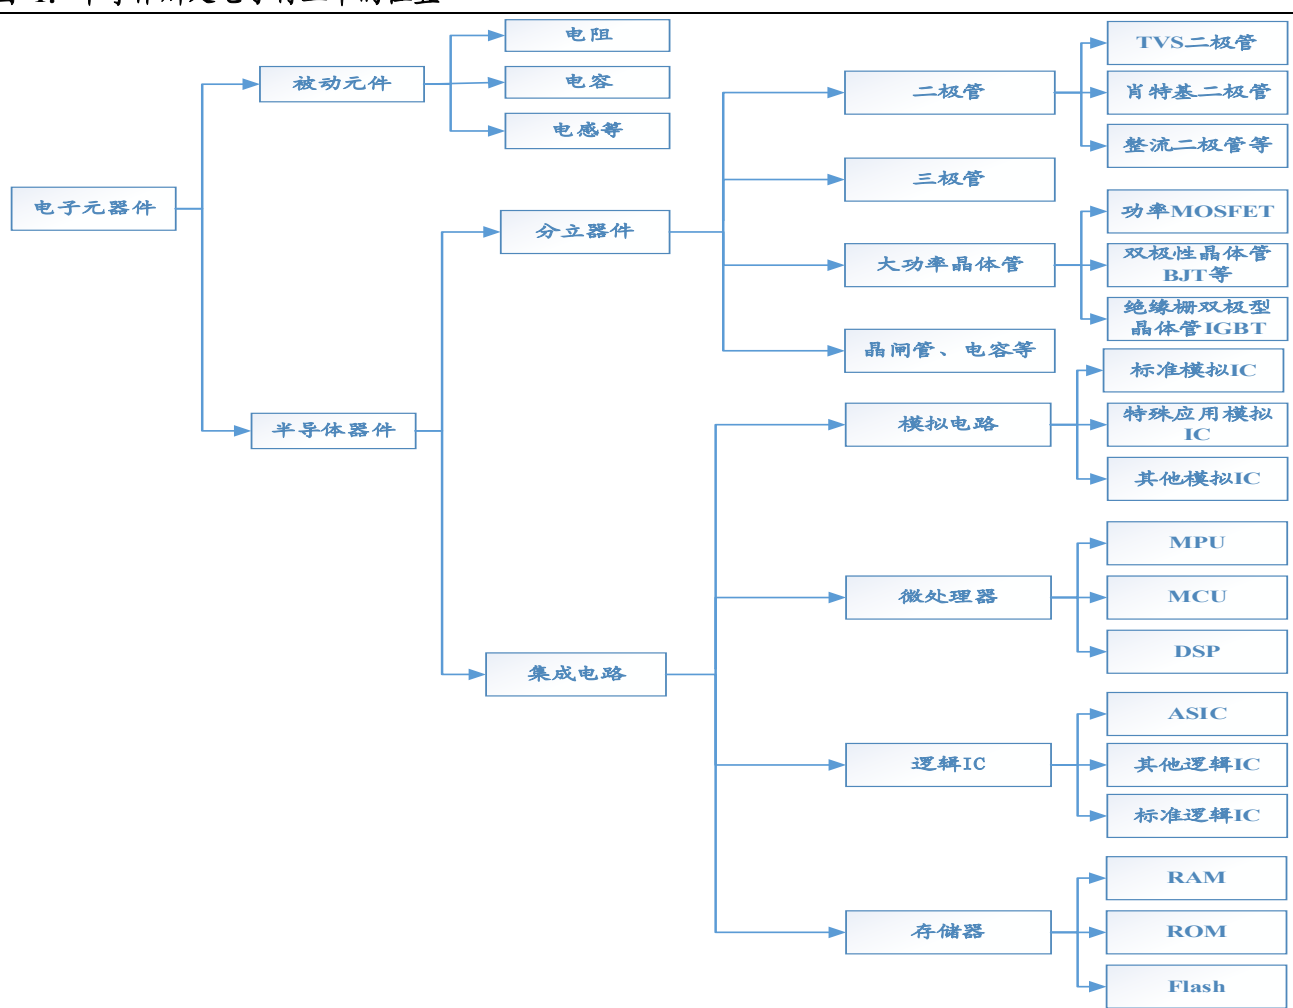 电阻
电容
电感等
被动元件
电子元器件
半导体器件
分立器件
集成电路
二极管
三极管
大功率晶体管
晶闸管、电容等
模拟电路
微处理器
逻辑IC
存储器
TVS二极管
肖特基二极管
整流二极管等
功率MOSFET
双极性晶体管
BJT等
绝缘栅双极型
晶体管IGBT
标准模拟IC
特殊应用模拟
IC
其他模拟IC
MPU
MCU
DSP
ASIC
其他逻辑IC
标准逻辑IC
RAM
ROM
Flash